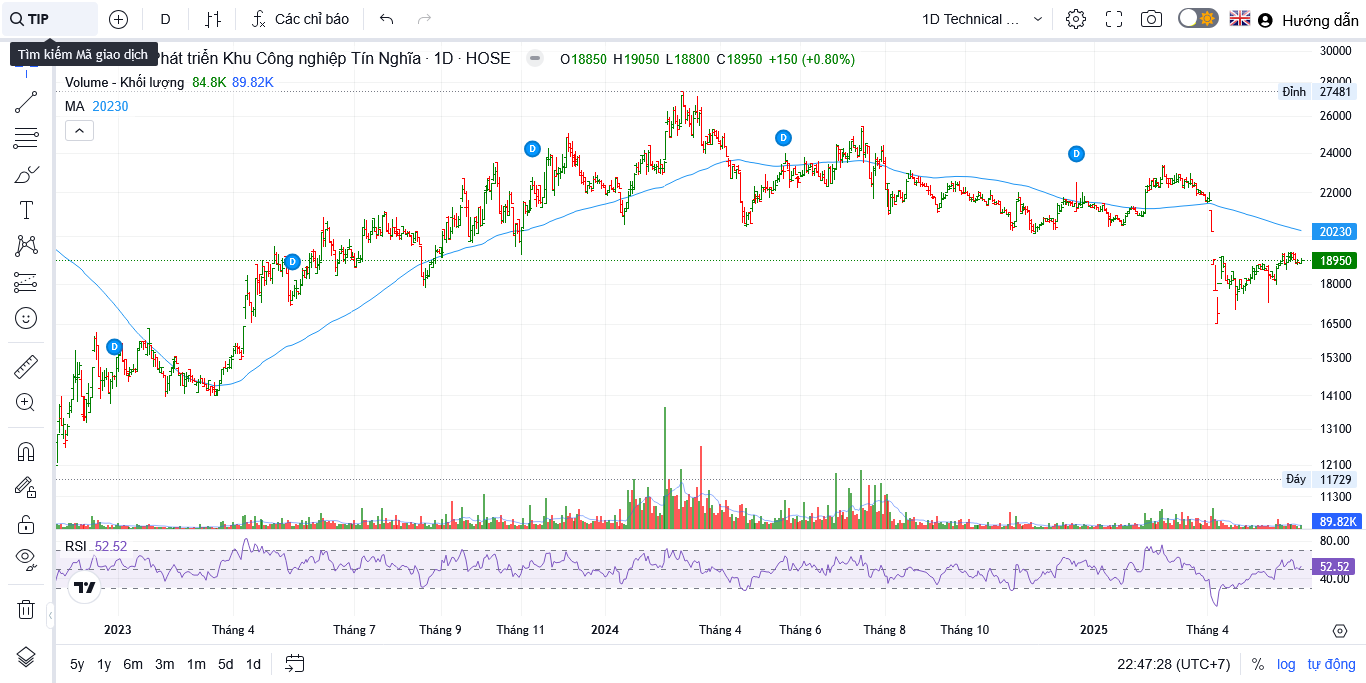 TIP
D
Các chỉ báo
1D Technical ...
Hướng dẫn
Tìm kiếm Mã giao dịch
Phát triển Khu Công nghiệp Tín Nghĩa · 1D · HOSE
O18850 H19050 L18800 C18950 +150 (+0.80%)
Volume - Khối lượng 84.8K 89.82K
MA 20230
30000
28000
Đỉnh 27481
26000
24000
22000
20230
18950
18000
16500
15300
14100
13100
12100
Đáy 11729
11300
89.82K
D
D
D
D
D
RSI 52.52
80.00
52.52
40.00
2023
Tháng 4
Tháng 7
Tháng 9
Tháng 11
2024
Tháng 4
Tháng 6
Tháng 8
Tháng 10
2025
Tháng 4
5y 1y 6m 3m 1m 5d 1d
22:47:28 (UTC+7)
% log tự động